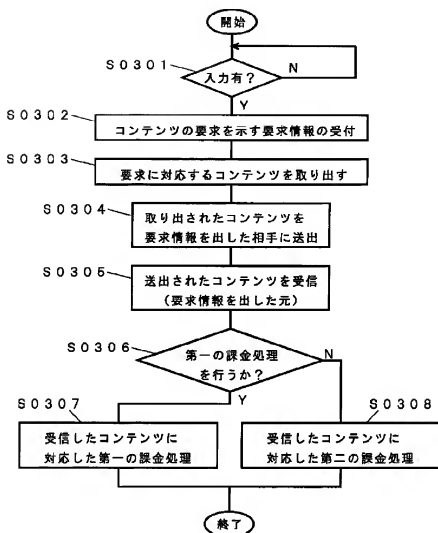 開始
S0301
入力有？
N
Y
S0302
コンテンツの要求を示す要求情報の受付
S0303
要求に対応するコンテンツを取り出す
S0304
取り出されたコンテンツを
要求情報を出した相手に送出
S0305
送出されたコンテンツを受信
（要求情報を出した元）
S0306
第一の課金処理
を行うか？
N
Y
S0307
S0308
受信したコンテンツに
対応した第一の課金処理
受信したコンテンツに
対応した第二の課金処理
終了